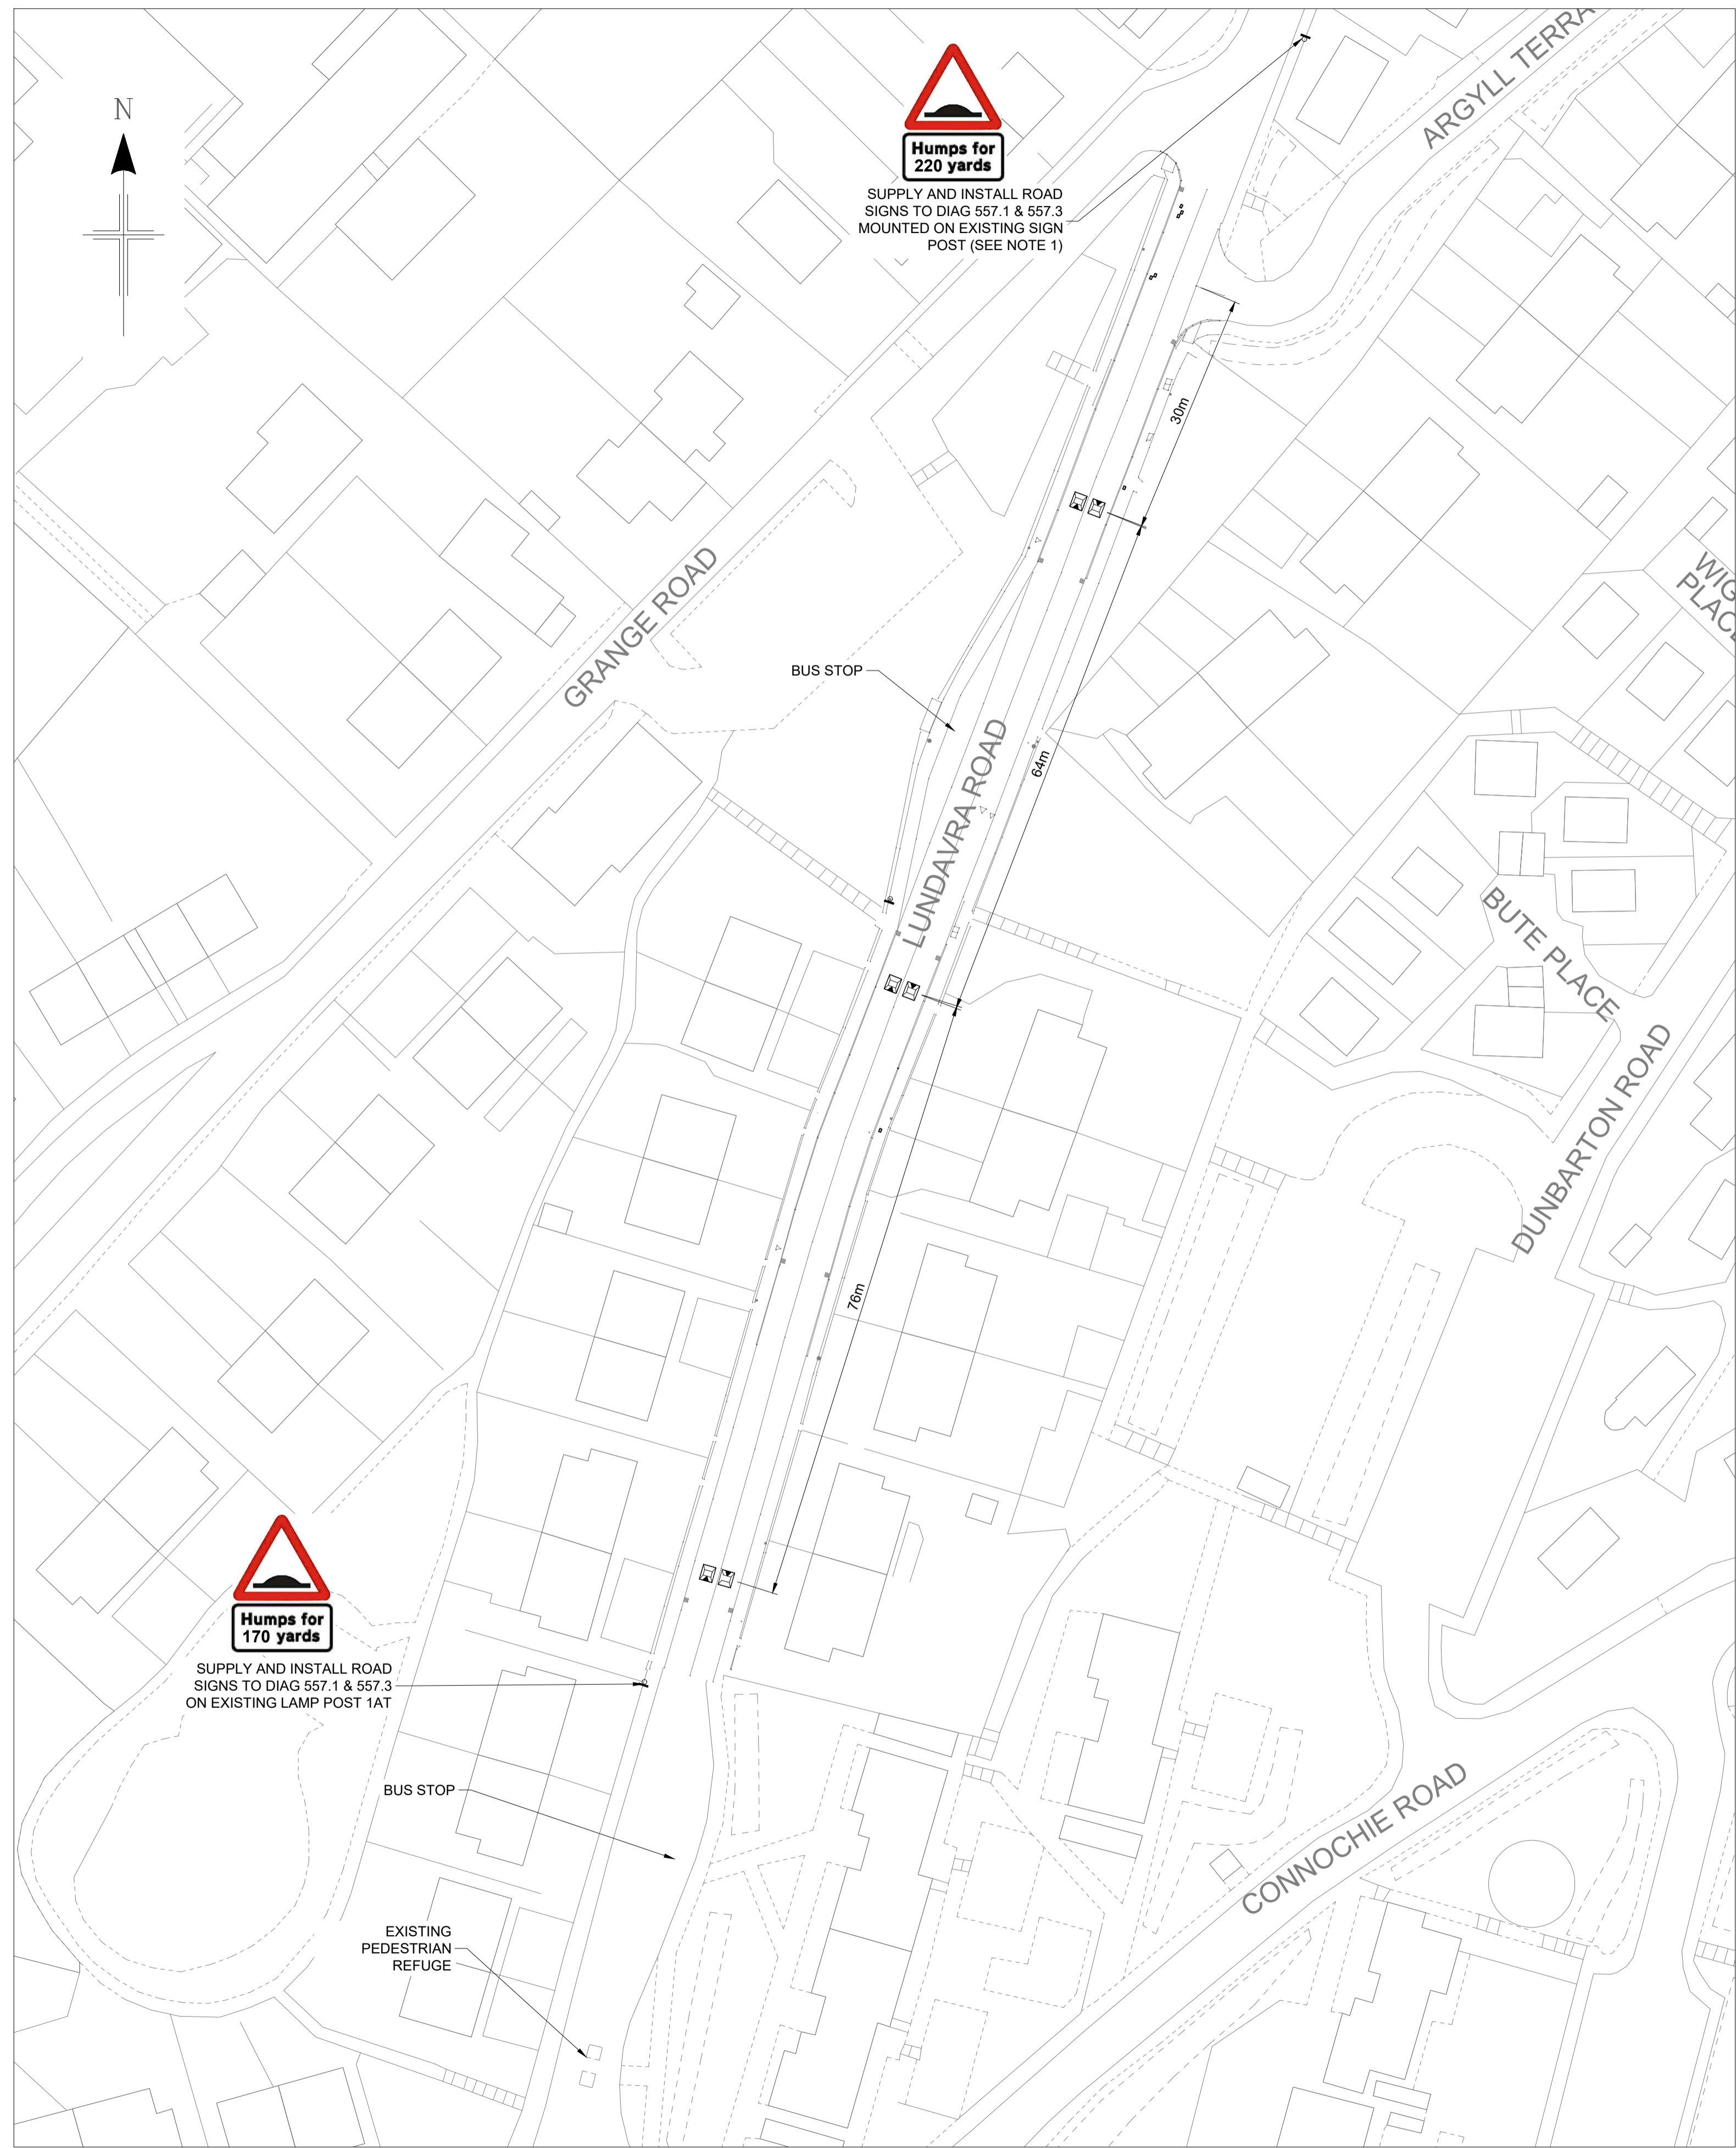 N
Humps for
220 yards
SUPPLY AND INSTALL ROAD
SIGNS TO DIAG 557.1 & 557.3
MOUNTED ON EXISTING SIGN
POST (SEE NOTE 1)
ARGYLL TERRA
30m
GRANGE ROAD
WIG
PLACE
BUS STOP
LUNDAVRA ROAD
64m
BUTE PLACE
DUNBARTON ROAD
76m
Humps for
170 yards
SUPPLY AND INSTALL ROAD
SIGNS TO DIAG 557.1 & 557.3
ON EXISTING LAMP POST 1AT
BUS STOP
CONNOCHIE ROAD
EXISTING
PEDESTRIAN
REFUGE